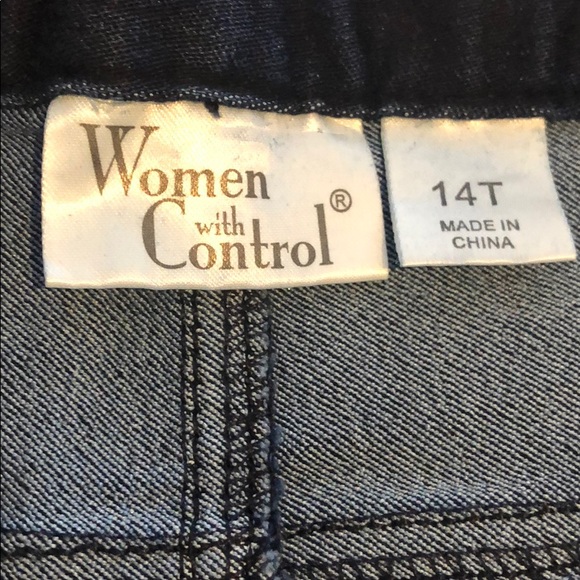 Women
with
Control®
14T
MADE IN
CHINA